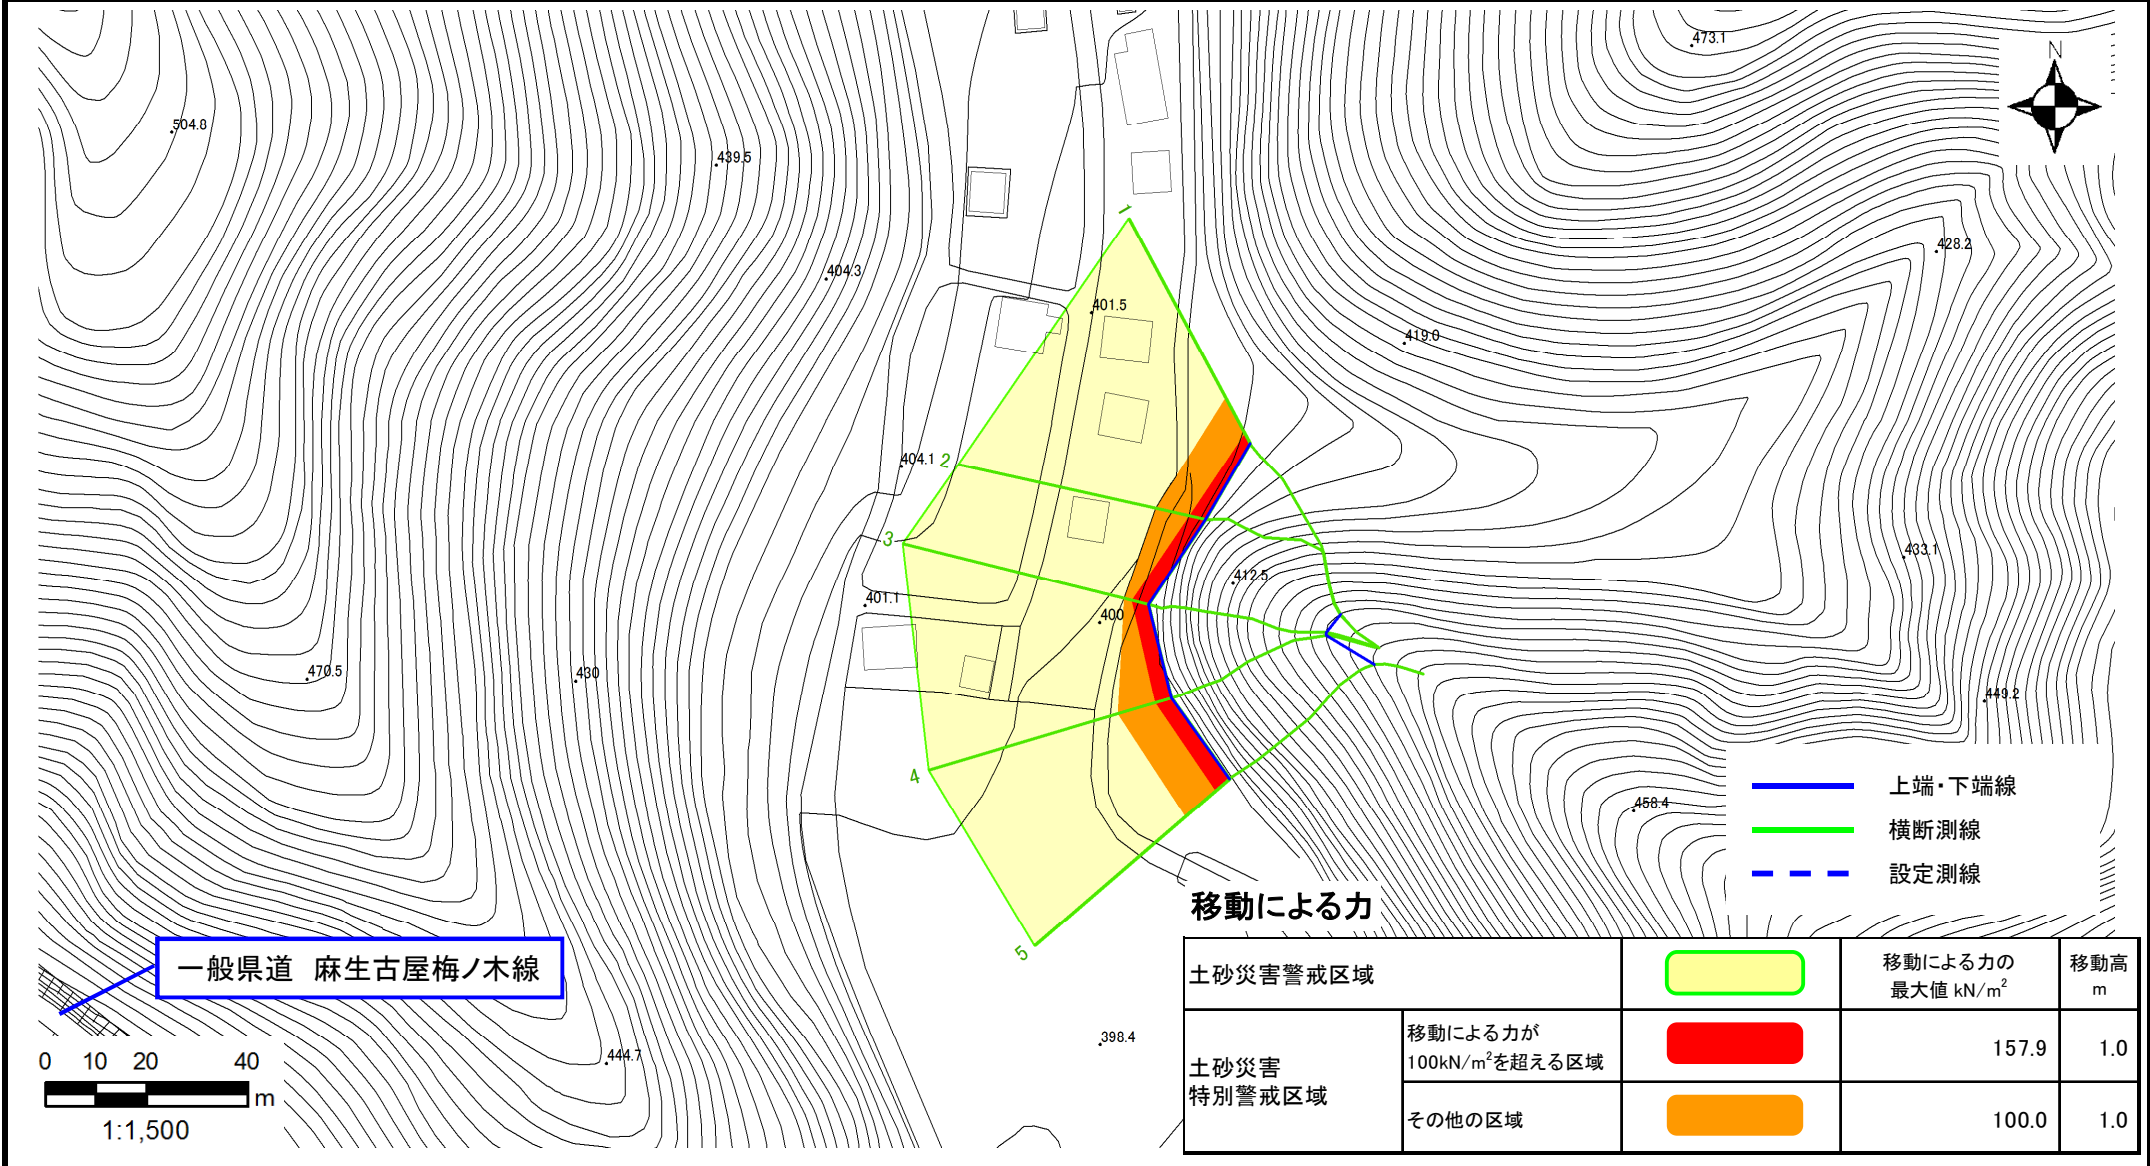 473.1
N
504.8
439.5
1
428.2
404.3
401.5
419.0
404.1
2
3
433.1
412.5
401.1
400
470.5
430
449.2
4
上端・下端線
458.4
横断測線
設定測線
移動による力
5
一般県道 麻生古屋梅ノ木線
土砂災害警戒区域
移動による力の
最大値 kN/m²
移動高
m
398.4
444.7
土砂災害
特別警戒区域
移動による力が
100kN/m²を超える区域
157.9
1.0
その他の区域
100.0
1.0
0 10 20 40
m
1:1,500